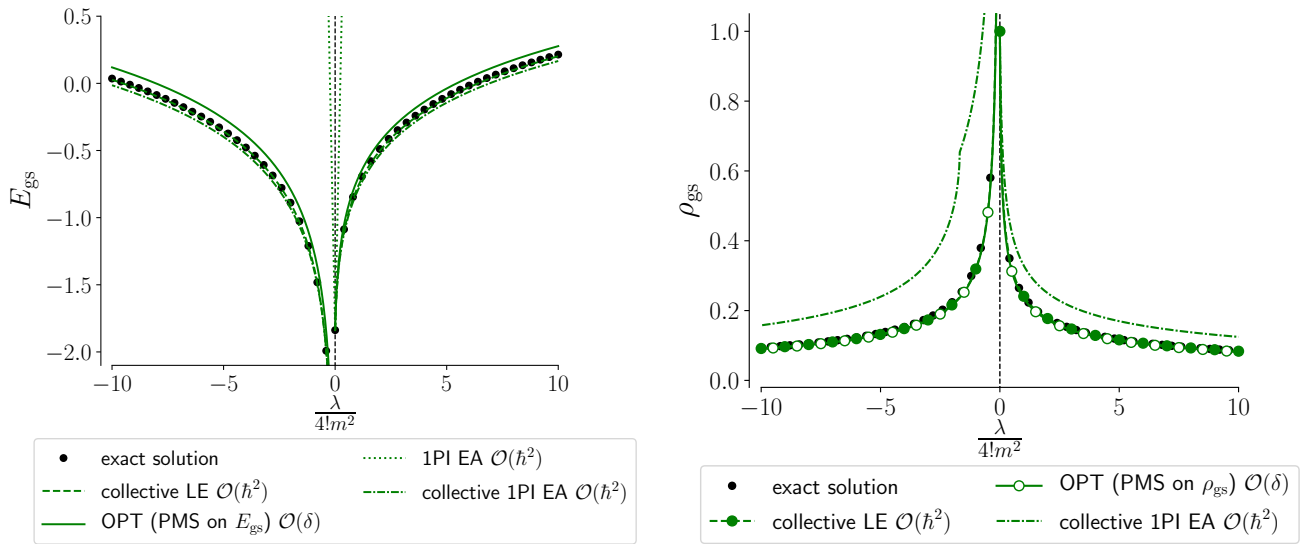 0.5
0.0
−0.5
−1.0
−1.5
−2.0
E_gs
−10
−5
0
5
10
λ/4!m²
exact solution
collective LE O(ħ²)
OPT (PMS on E_gs) O(δ)
1PI EA O(ħ²)
collective 1PI EA O(ħ²)
1.0
0.8
0.6
0.4
0.2
0.0
ρ_gs
−10
−5
0
5
10
λ/4!m²
exact solution
collective LE O(ħ²)
OPT (PMS on ρ_gs) O(δ)
collective 1PI EA O(ħ²)